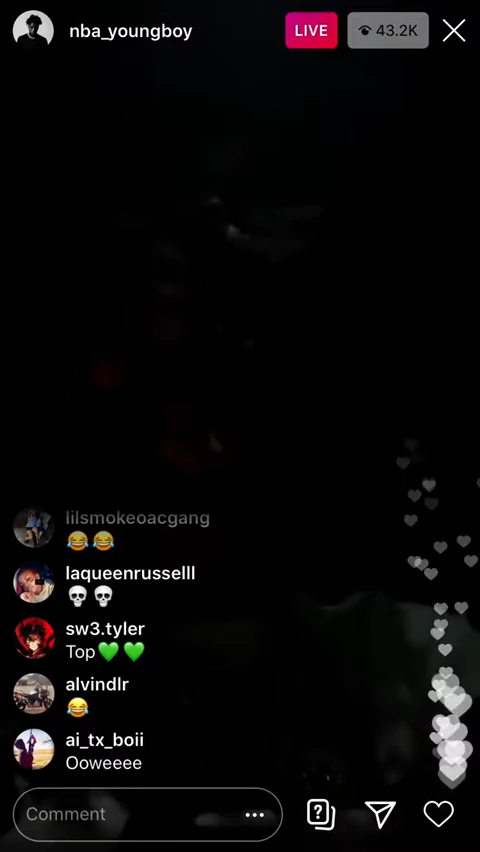 nba_youngboy
LIVE
43.2K
lilsmokeoacgang
😂😂
laqueenrusselll
💀💀
sw3.tyler
Top💚💚
alvindlr
😂
ai_tx_boii
Ooweeee
Comment